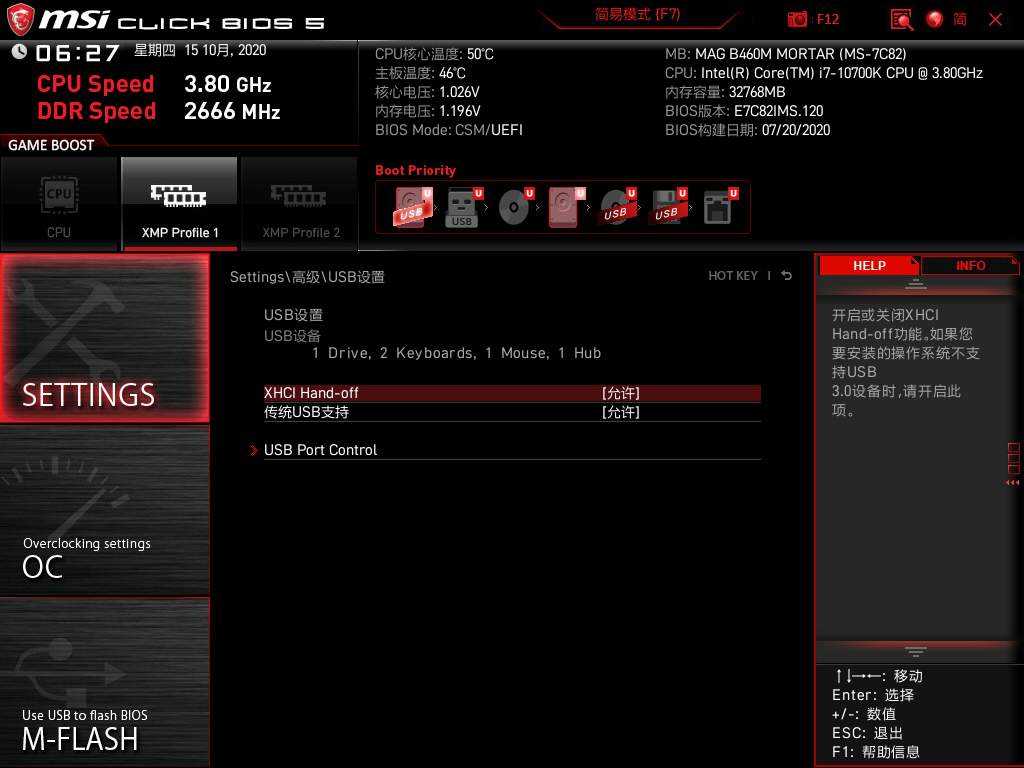 msi CLICK BIOS 5
简易模式 (F7)
: F12
简
06:27 星期四 15 10月, 2020
CPU Speed 3.80 GHz
DDR Speed 2666 MHz
GAME BOOST
CPU
CPU
XMP Profile 1
XMP Profile 2
CPU核心温度: 50°C
主板温度: 46°C
核心电压: 1.026V
内存电压: 1.196V
BIOS Mode: CSM/UEFI
MB: MAG B460M MORTAR (MS-7C82)
CPU: Intel(R) Core(TM) i7-10700K CPU @ 3.80GHz
内存容量: 32768MB
BIOS版本: E7C82IMS.120
BIOS构建日期: 07/20/2020
Boot Priority
U U U U U U U
USB USB USB USB
SETTINGS
Overclocking settings
OC
Use USB to flash BIOS
M-FLASH
Settings\高级\USB设置
HOT KEY
USB设置
USB设备
1 Drive, 2 Keyboards, 1 Mouse, 1 Hub
XHCI Hand-off [允许]
传统USB支持 [允许]
> USB Port Control
HELP
INFO
开启或关闭XHCI
Hand-off功能。如果您
要安装的操作系统不支
持USB
3.0设备时,请开启此
项。
↑↓→←: 移动
Enter: 选择
+/-: 数值
ESC: 退出
F1: 帮助信息